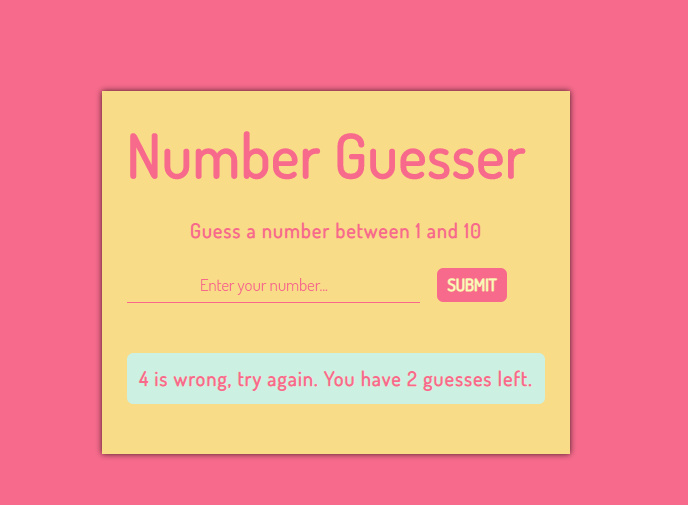 Number Guesser
Guess a number between 1 and 10
Enter your number...
SUBMIT
4 is wrong, try again. You have 2 guesses left.